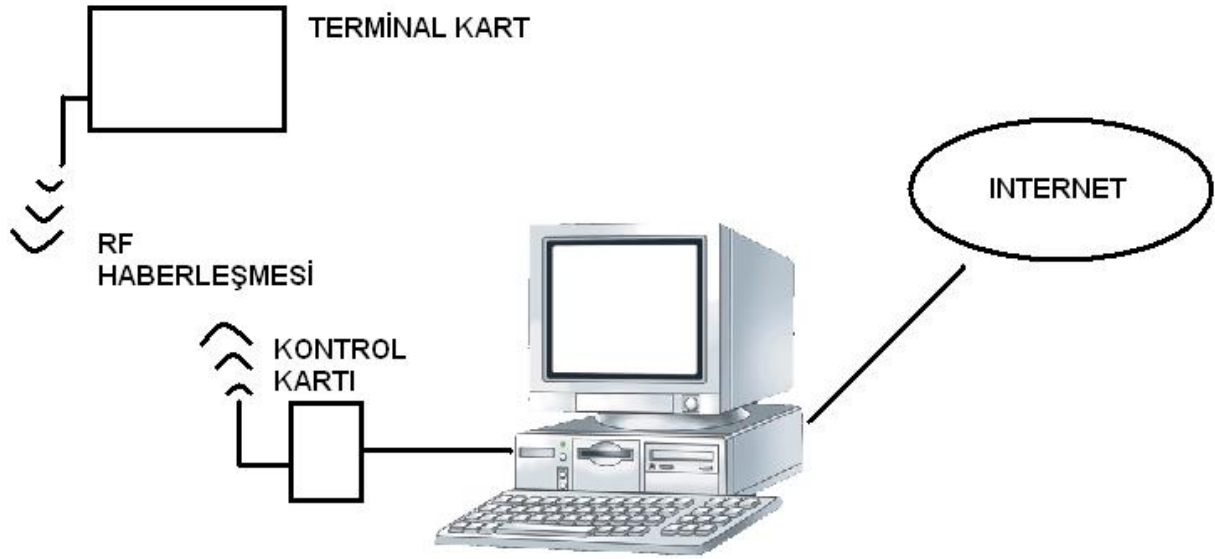 TERMİNAL KART
INTERNET
RF
HABERLEŞMESİ
KONTROL
KARTI